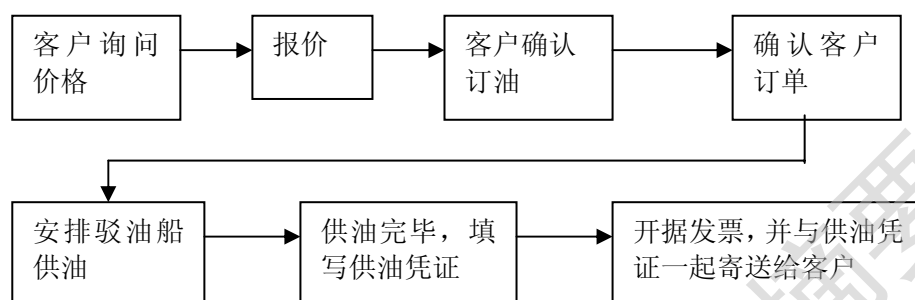 客户询问
价格
报价
客户确认
订油
确认客户
订单
安排驳油船
供油
供油完毕，填
写供油凭证
开据发票，并与供油凭
证一起寄送给客户
摘要